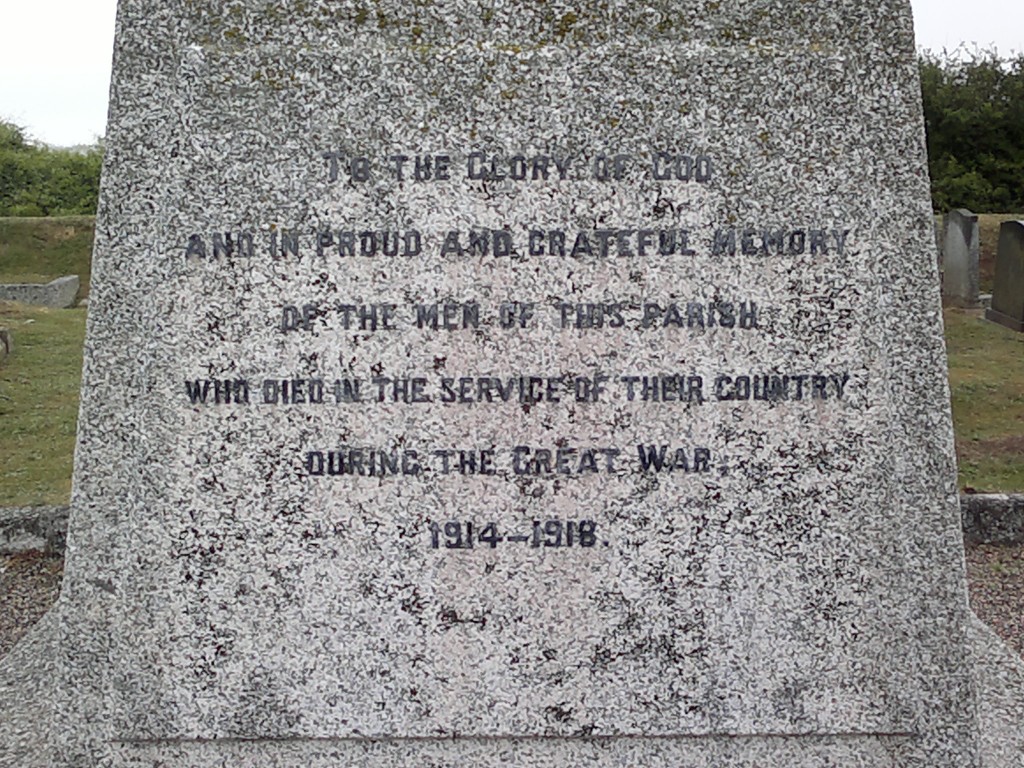 To the Glory of God
and in proud and grateful memory
of the men of this parish
who died in the service of their country
during the Great War:
1914-1918.